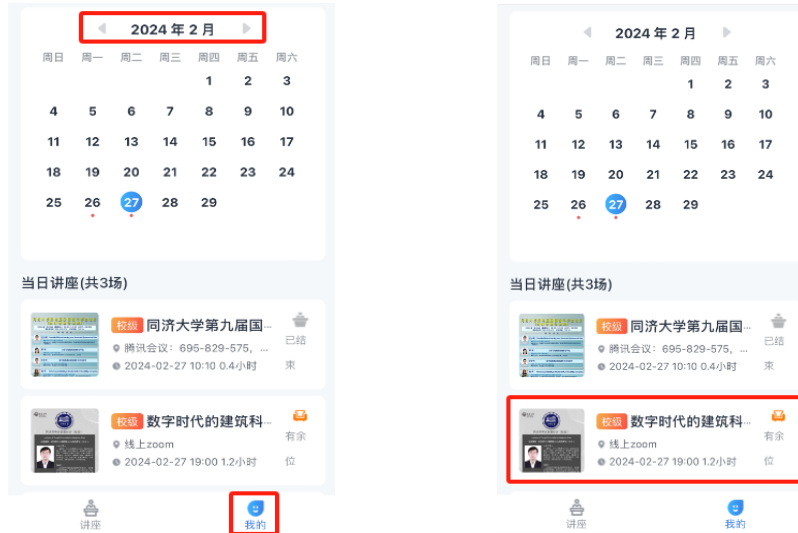 2024 年 2 月
周日 周一 周二 周三 周四 周五 周六
1 2 3
4 5 6 7 8 9 10
11 12 13 14 15 16 17
18 19 20 21 22 23 24
25 26 27 28 29
当日讲座(共3场)
校级 同济大学第九届国...
腾讯会议：695-829-575, ...
2024-02-27 10:10 0.4小时
已结束
校级 数字时代的建筑科...
线上zoom
2024-02-27 19:00 1.2小时
有余位
讲座
我的
2024 年 2 月
周日 周一 周二 周三 周四 周五 周六
1 2 3
4 5 6 7 8 9 10
11 12 13 14 15 16 17
18 19 20 21 22 23 24
25 26 27 28 29
当日讲座(共3场)
校级 同济大学第九届国...
腾讯会议：695-829-575, ...
2024-02-27 10:10 0.4小时
已结束
校级 数字时代的建筑科...
线上zoom
2024-02-27 19:00 1.2小时
有余位
讲座
我的